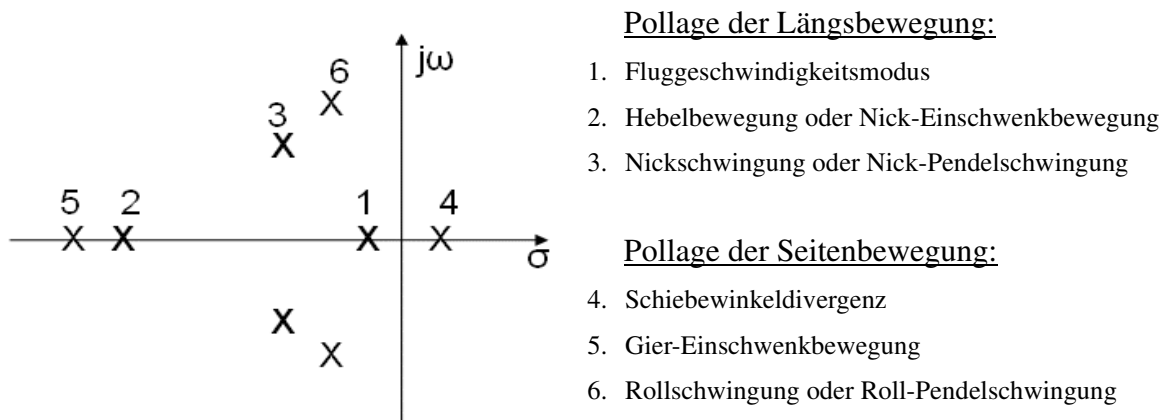 jω
6
X
3
X
5
2
1
4
X
X
X
X
σ
X
X
Pollage der Längsbewegung:
1. Fluggeschwindigkeitsmodus
2. Hebelbewegung oder Nick-Einschwenkbewegung
3. Nickschwingung oder Nick-Pendelschwingung
Pollage der Seitenbewegung:
4. Schiebewinkeldivergenz
5. Gier-Einschwenkbewegung
6. Rollschwingung oder Roll-Pendelschwingung